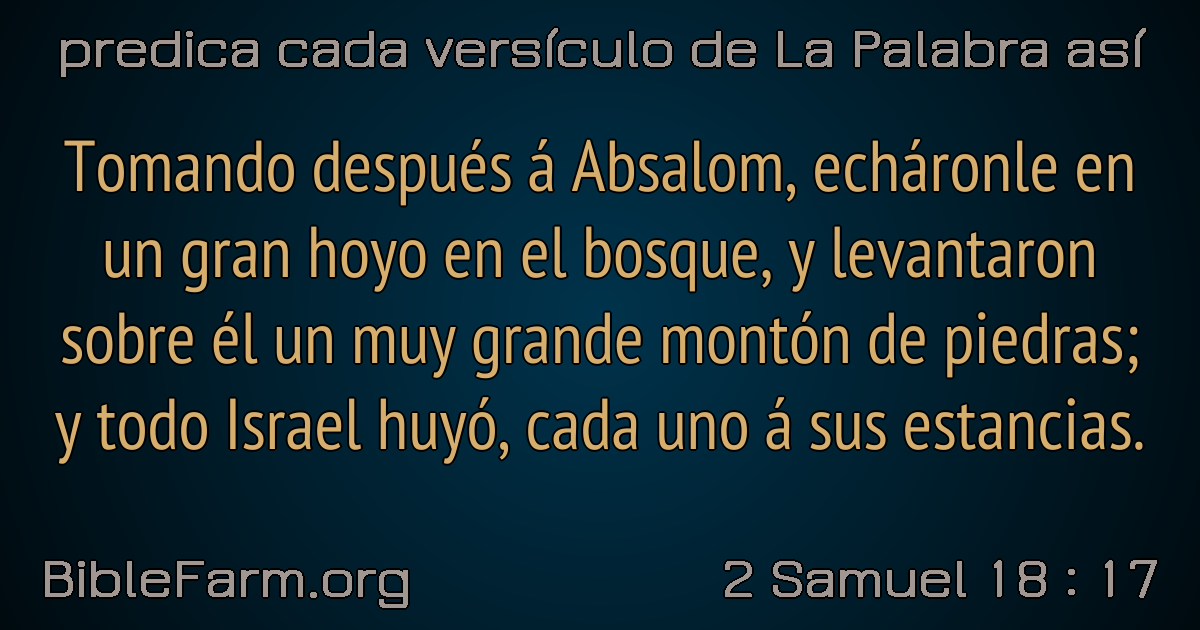 predica cada versículo de La Palabra así
Tomando después á Absalom, echáronle en
un gran hoyo en el bosque, y levantaron
sobre él un muy grande montón de piedras;
y todo Israel huyó, cada uno á sus estancias.
BibleFarm.org
2 Samuel 18 : 17